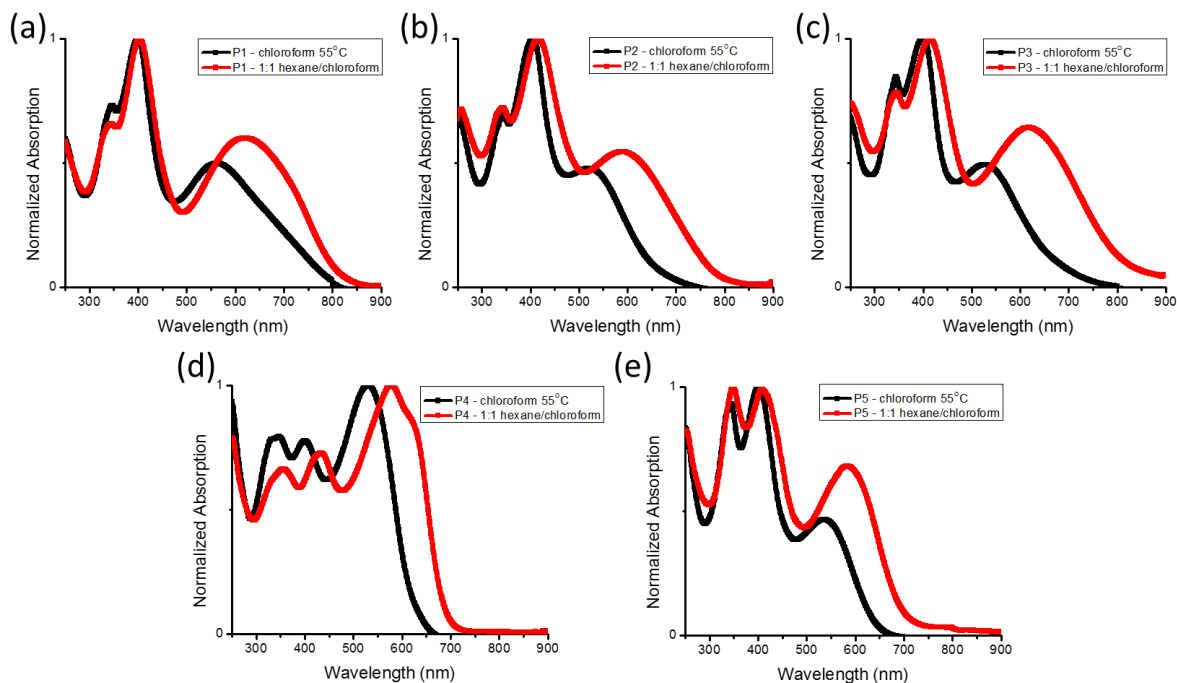 (a)
P1 - chloroform 55°C
P1 - 1:1 hexane/chloroform
1
Normalized Absorption
1
300 400 500 600 700 800 900
Wavelength (nm)
(b)
P2 - chloroform 55°C
P2 - 1:1 hexane/chloroform
1
Normalized Absorption
0
300 400 500 600 700 800 900
Wavelength (nm)
(c)
P3 - chloroform 55°C
P3 - 1:1 hexane/chloroform
1
Normalized Absorption
1
300 400 500 600 700 800 900
Wavelength (nm)
(d)
P4 - chloroform 55°C
P4 - 1:1 hexane/chloroform
1
Normalized Absorption
1
300 400 500 600 700 800 900
Wavelength (nm)
(e)
P5 - chloroform 55°C
P5 - 1:1 hexane/chloroform
1
Normalized Absorption
1
300 400 500 600 700 800 900
Wavelength (nm)